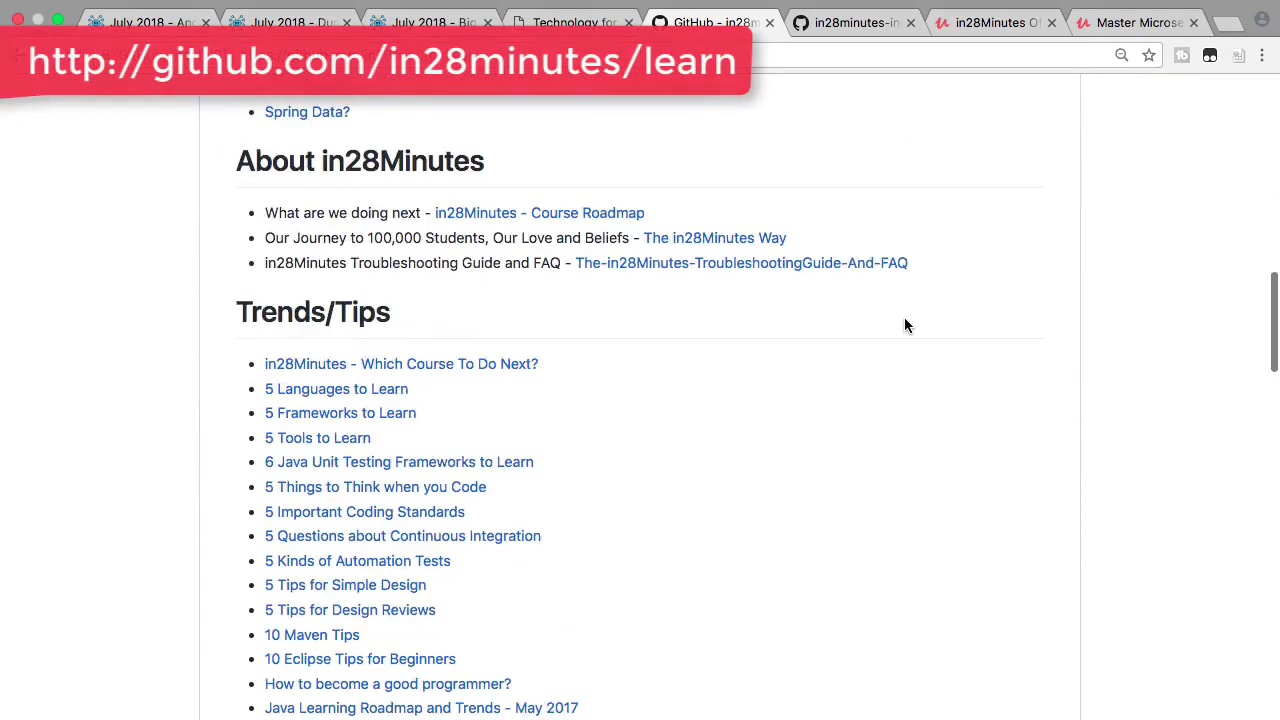 July 2018 - An
July 2018 - Du
July 2018 - Big
Technology for
GitHub - in28m
in28minutes-in
in28Minutes Of
Master Microse
http://github.com/in28minutes/learn
Spring Data?
About in28Minutes
What are we doing next - in28Minutes - Course Roadmap
Our Journey to 100,000 Students, Our Love and Beliefs - The in28Minutes Way
in28Minutes Troubleshooting Guide and FAQ - The-in28Minutes-TroubleshootingGuide-And-FAQ
Trends/Tips
in28Minutes - Which Course To Do Next?
5 Languages to Learn
5 Frameworks to Learn
5 Tools to Learn
6 Java Unit Testing Frameworks to Learn
5 Things to Think when you Code
5 Important Coding Standards
5 Questions about Continuous Integration
5 Kinds of Automation Tests
5 Tips for Simple Design
5 Tips for Design Reviews
10 Maven Tips
10 Eclipse Tips for Beginners
How to become a good programmer?
Java Learning Roadmap and Trends - May 2017